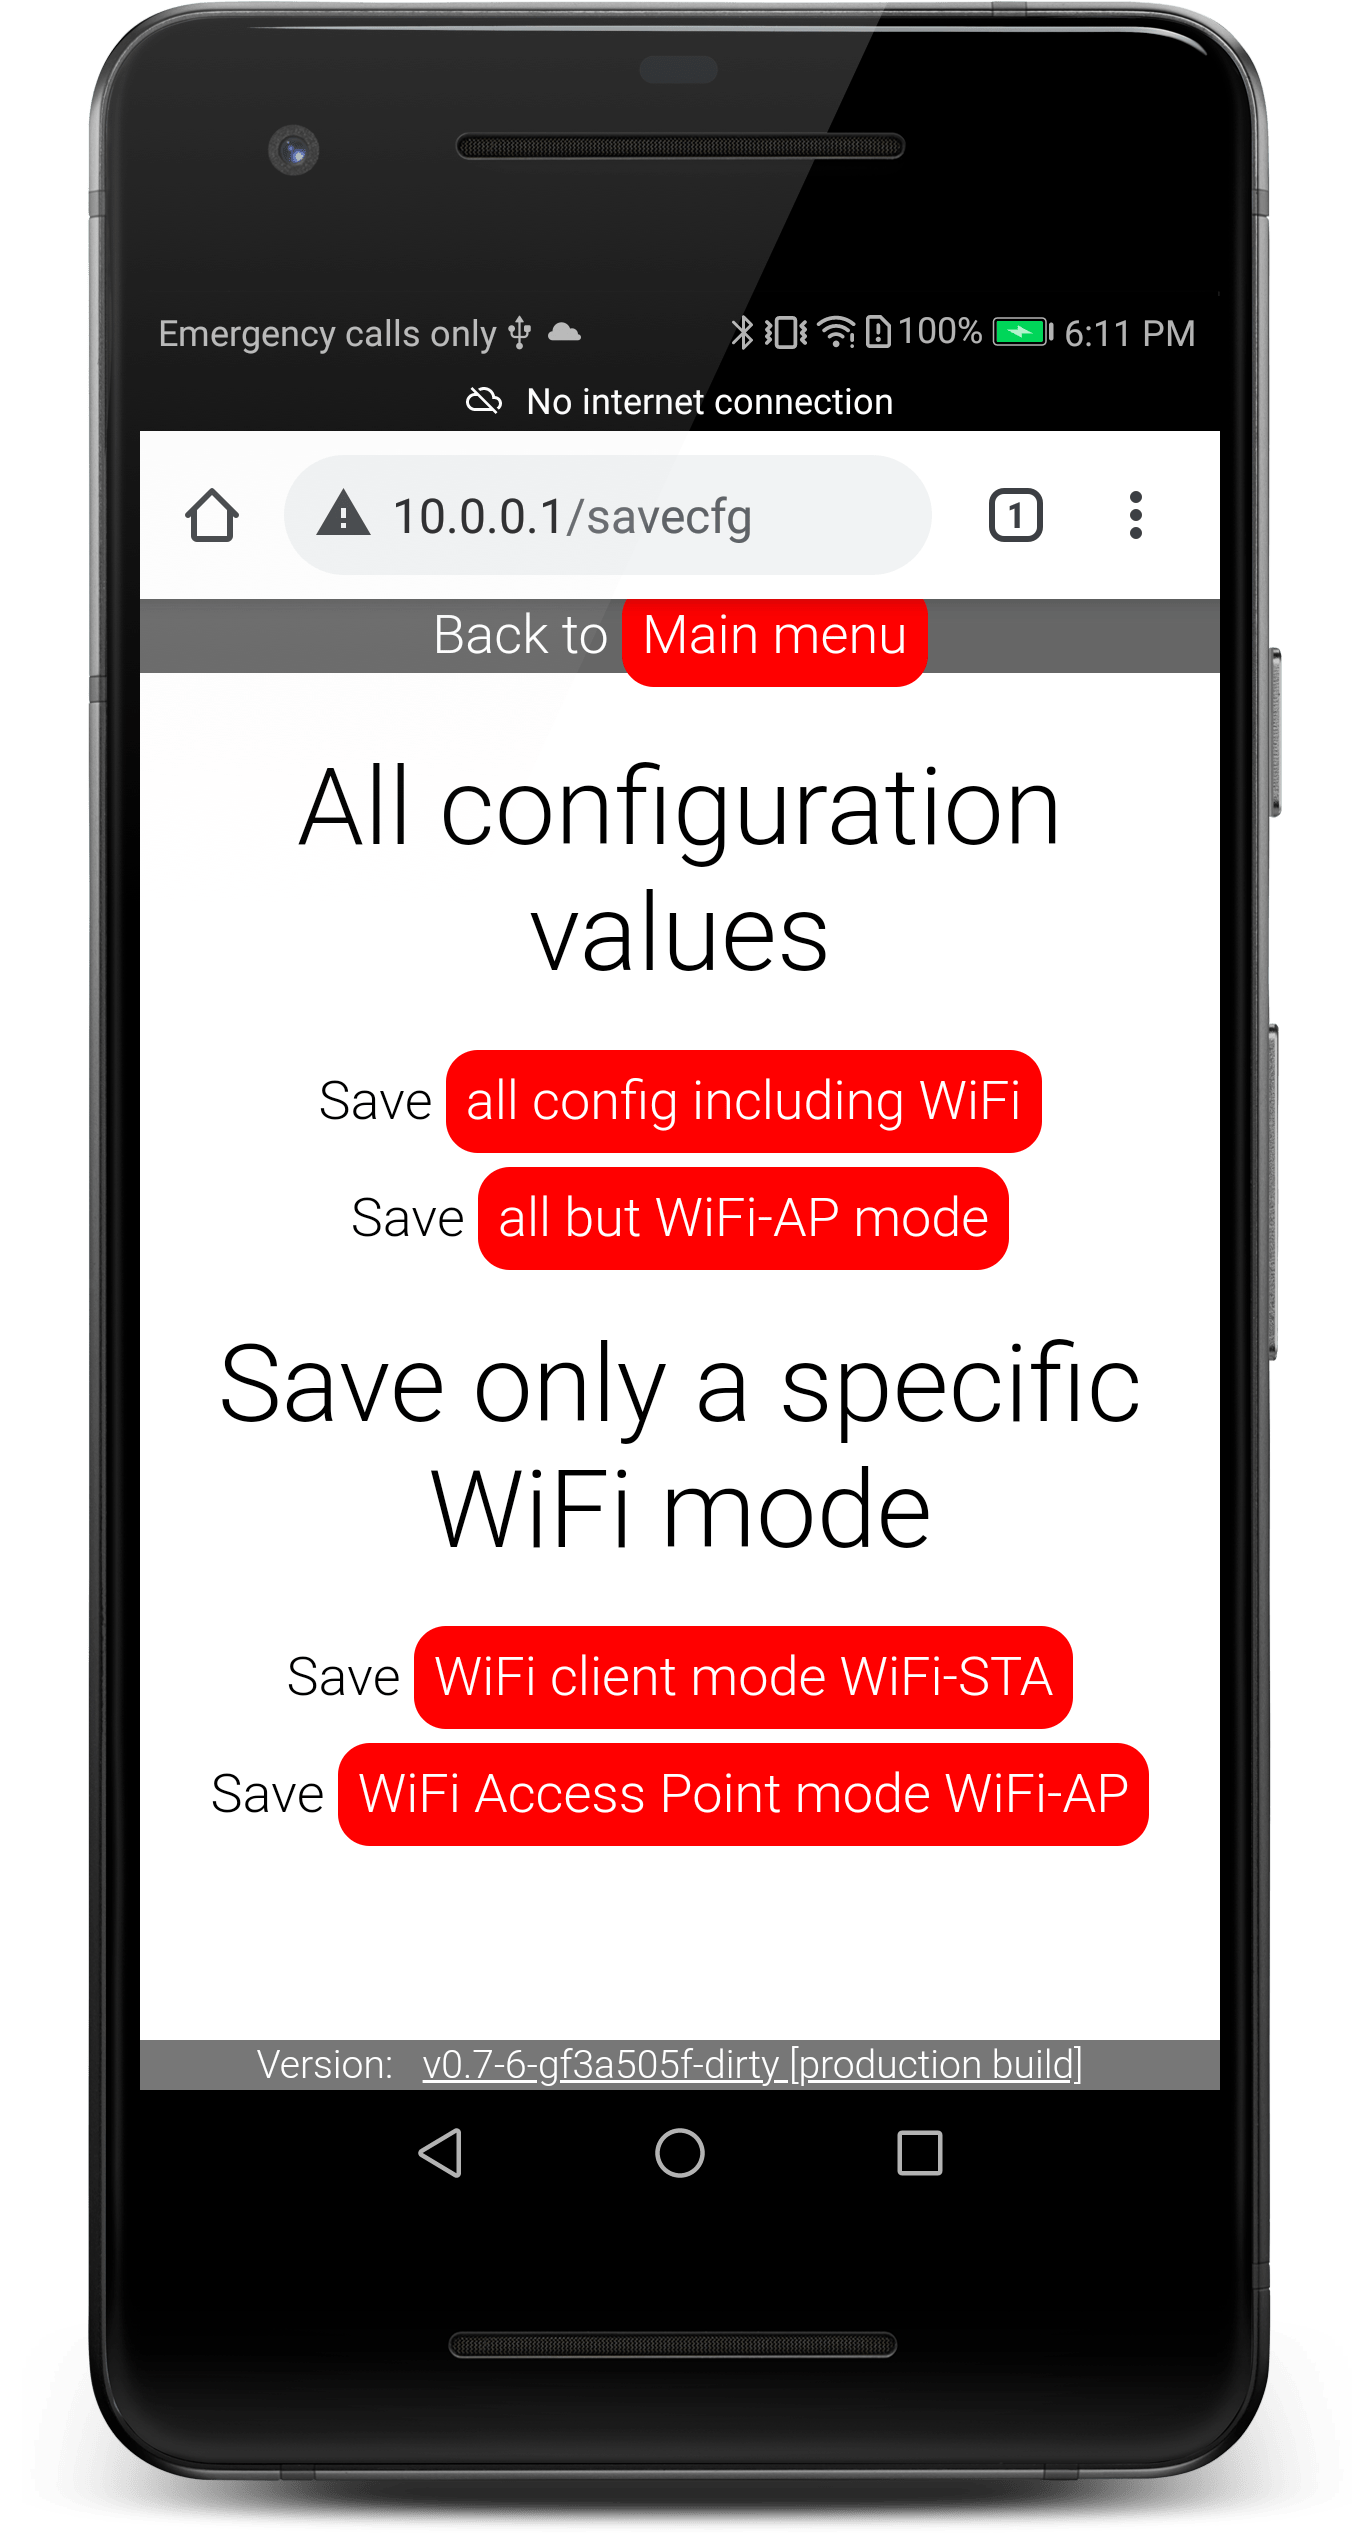 Emergency calls only 100% 6:11 PM
No internet connection
10.0.0.1/savecfg 1
Back to Main menu
All configuration
values
Save all config including WiFi
Save all but WiFi-AP mode
Save only a specific
WiFi mode
Save WiFi client mode WiFi-STA
Save WiFi Access Point mode WiFi-AP
Version: v0.7-6-gf3a505f-dirty [production build]